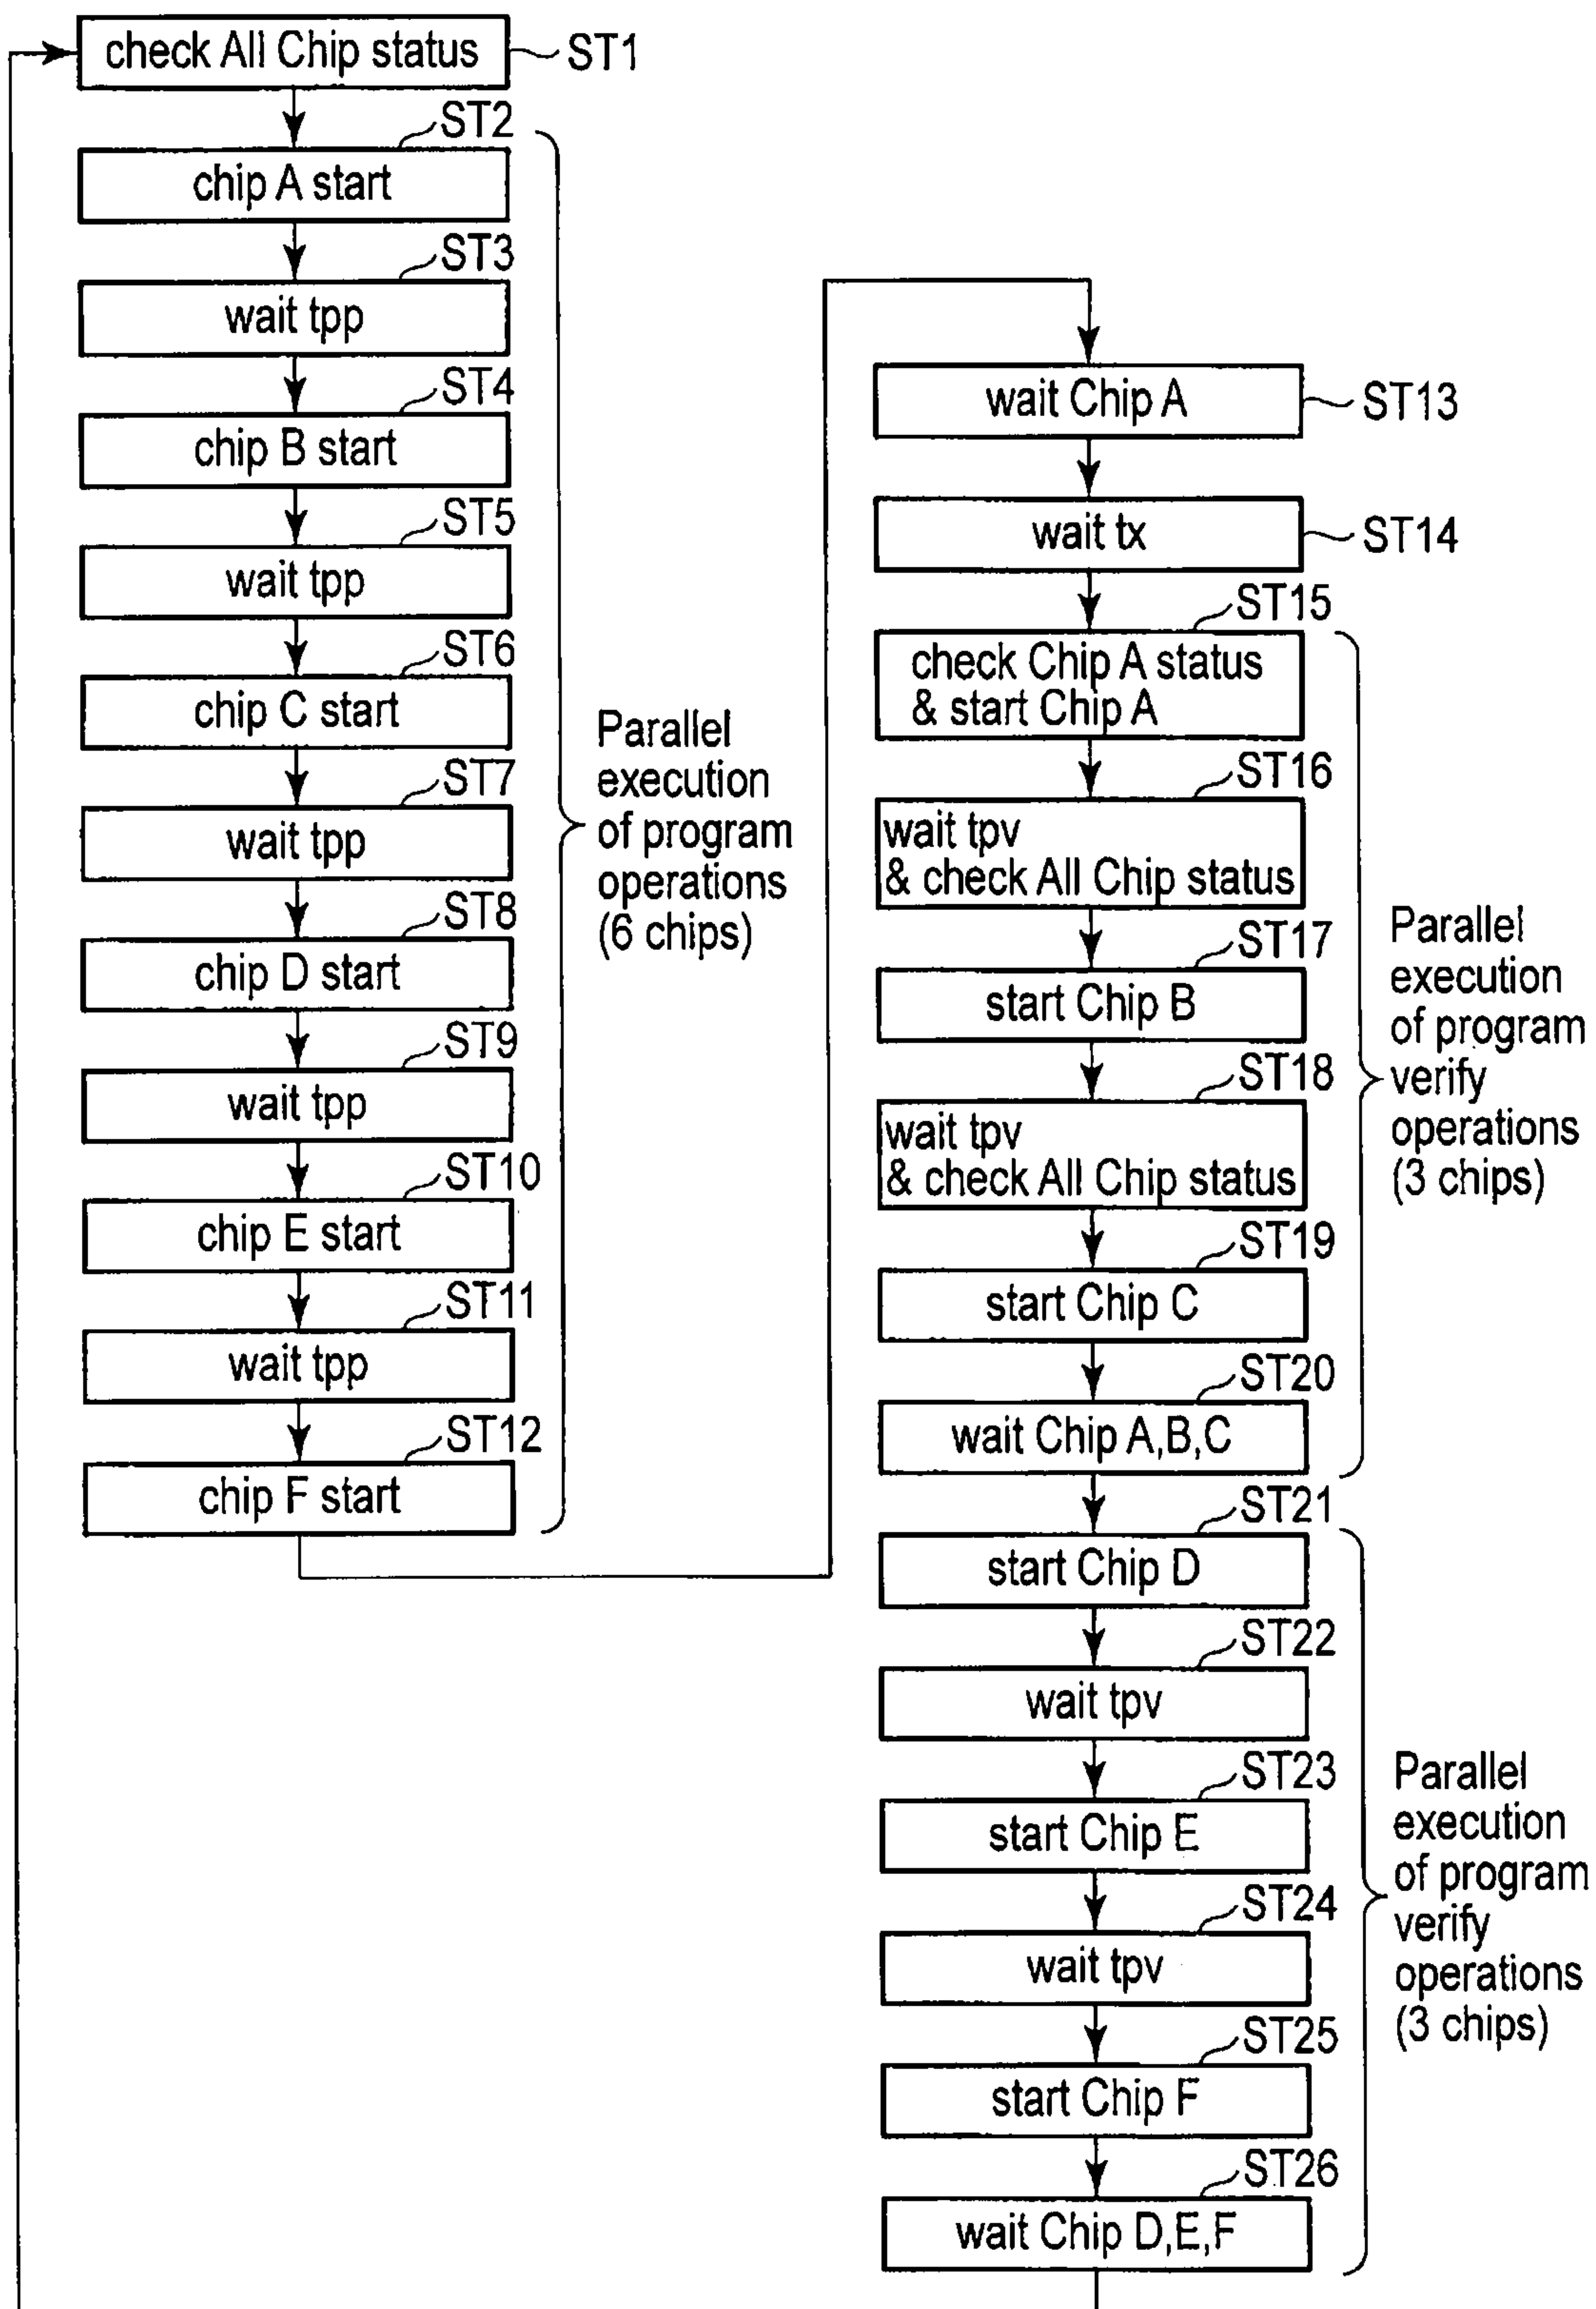 check All Chip status
ST1
ST2
chip A start
ST3
wait tpp
ST4
chip B start
ST5
wait tpp
ST6
chip C start
ST7
wait tpp
ST8
chip D start
ST9
wait tpp
ST10
chip E start
ST11
wait tpp
ST12
chip F start
Parallel
execution
of program
operations
(6 chips)
wait Chip A
ST13
wait tx
ST14
ST15
check Chip A status
& start Chip A
ST16
wait tpv
& check All Chip status
ST17
start Chip B
ST18
wait tpv
& check All Chip status
ST19
start Chip C
ST20
wait Chip A,B,C
Parallel
execution
of program
verify
operations
(3 chips)
ST21
start Chip D
ST22
wait tpv
ST23
start Chip E
ST24
wait tpv
ST25
start Chip F
ST26
wait Chip D,E,F
Parallel
execution
of program
verify
operations
(3 chips)